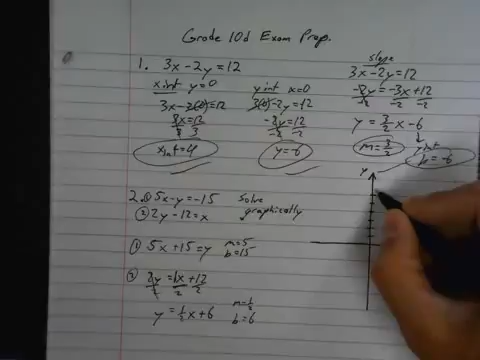 Grade 10d Exam Prep.
1. 3x-2y=12
x int y=0
3x-2(0)=12
3x=12
3 3
x int=4
y int x=0
3(0)-2y=12
-2y=12
-2 -2
y=-6
slope
3x-2y=12
-2y=-3x+12
-2 -2 -2
y=3/2x-6
m=3/2
y int
b=-6
2. ① 5x-y=-15 Solve
② 2y-12=x graphically
① 5x+15=y m=5
b=15
② 2y=1x+12
2 2 2
y=1/2x+6 m=1/2
b=6
y